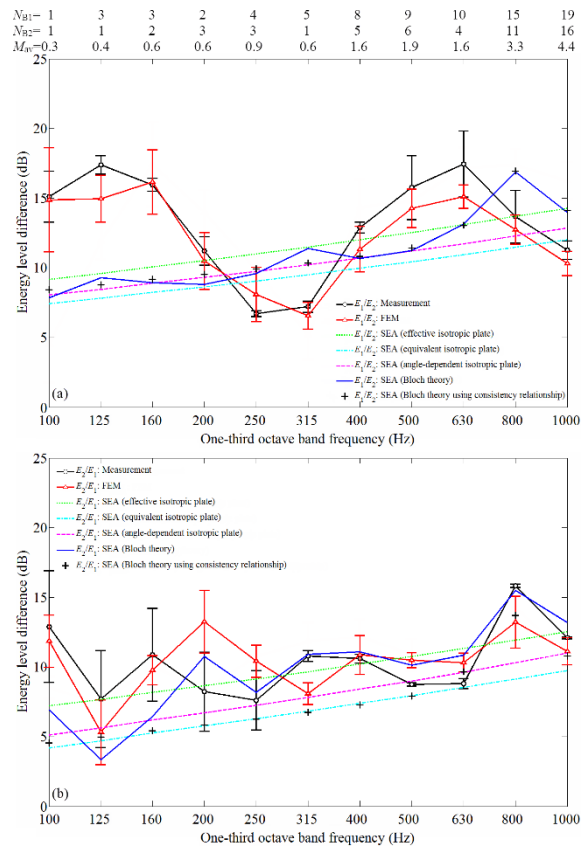 N_B1= 1 3 3 2 4 5 8 9 10 15 19
N_B2= 1 1 2 3 3 1 5 6 4 11 16
M_av=0.3 0.4 0.6 0.6 0.9 0.6 1.6 1.9 1.6 3.3 4.4
25
20
15
10
5
0
Energy level difference (dB)
E1/E2: Measurement
E1/E2: FEM
E1/E2: SEA (effective isotropic plate)
E1/E2: SEA (equivalent isotropic plate)
E1/E2: SEA (angle-dependent isotropic plate)
E1/E2: SEA (Bloch theory)
E1/E2: SEA (Bloch theory using consistency relationship)
(a)
100 125 160 200 250 315 400 500 630 800 1000
One-third octave band frequency (Hz)
25
20
15
10
5
0
Energy level difference (dB)
E2/E1: Measurement
E2/E1: FEM
E2/E1: SEA (effective isotropic plate)
E2/E1: SEA (equivalent isotropic plate)
E2/E1: SEA (angle-dependent isotropic plate)
E2/E1: SEA (Bloch theory)
E2/E1: SEA (Bloch theory using consistency relationship)
(b)
100 125 160 200 250 315 400 500 630 800 1000
One-third octave band frequency (Hz)